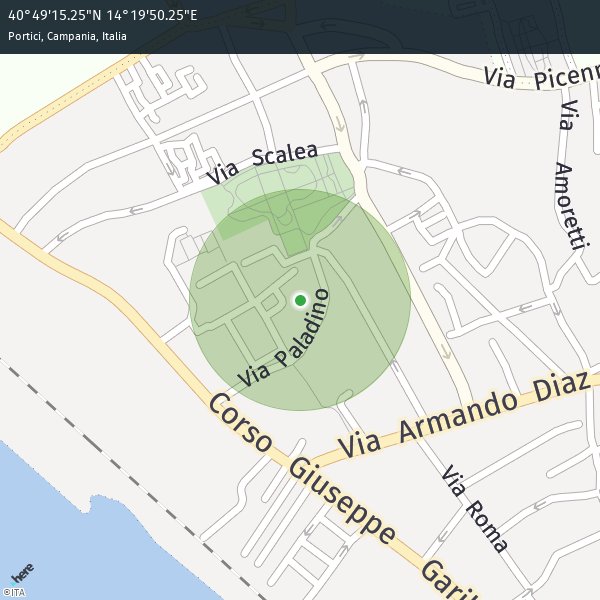 40°49'15.25"N 14°19'50.25"E
Portici, Campania, Italia
Via Picenn
Via Amoretti
Via Scalea
Via Paladino
Via Armando Diaz
Corso Giuseppe Garil
Via Roma
here
©ITA